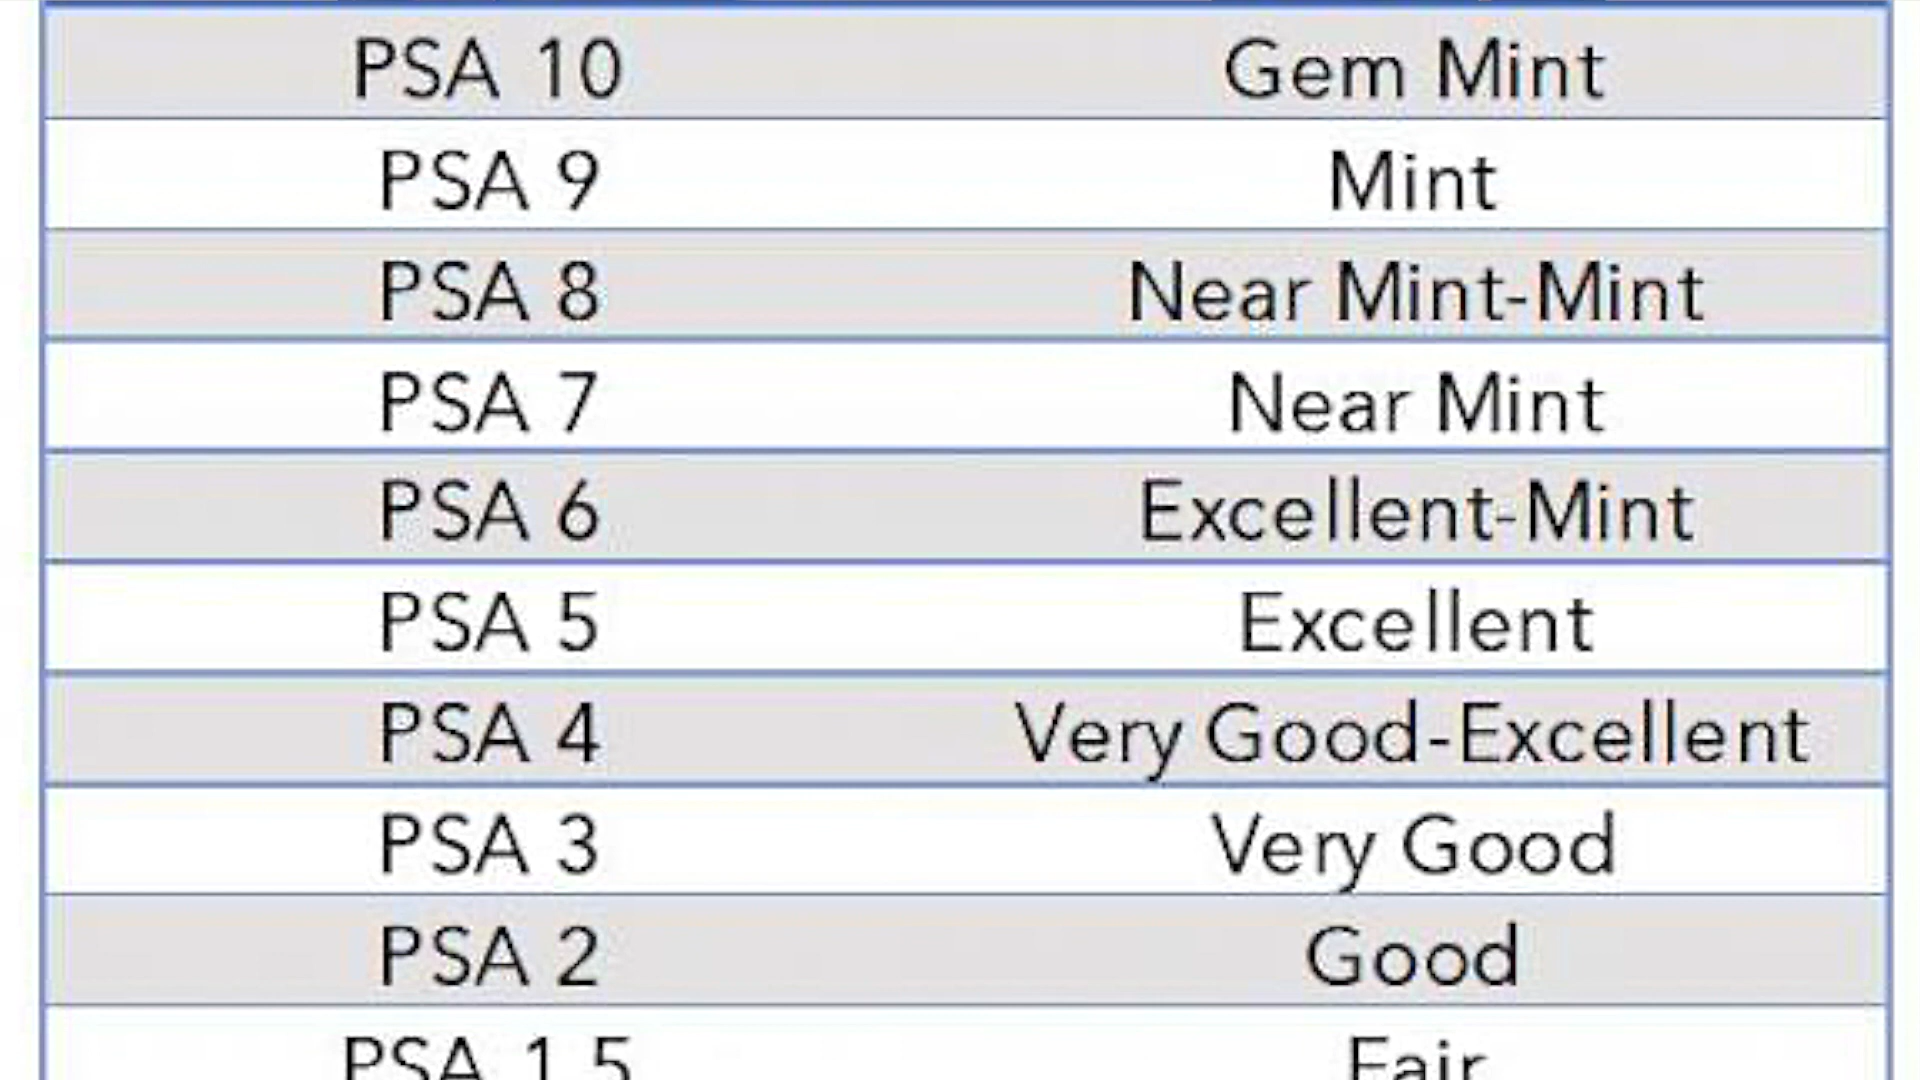 PSA 10 Gem Mint
PSA 9 Mint
PSA 8 Near Mint-Mint
PSA 7 Near Mint
PSA 6 Excellent-Mint
PSA 5 Excellent
PSA 4 Very Good-Excellent
PSA 3 Very Good
PSA 2 Good
PSA 1.5 Fair